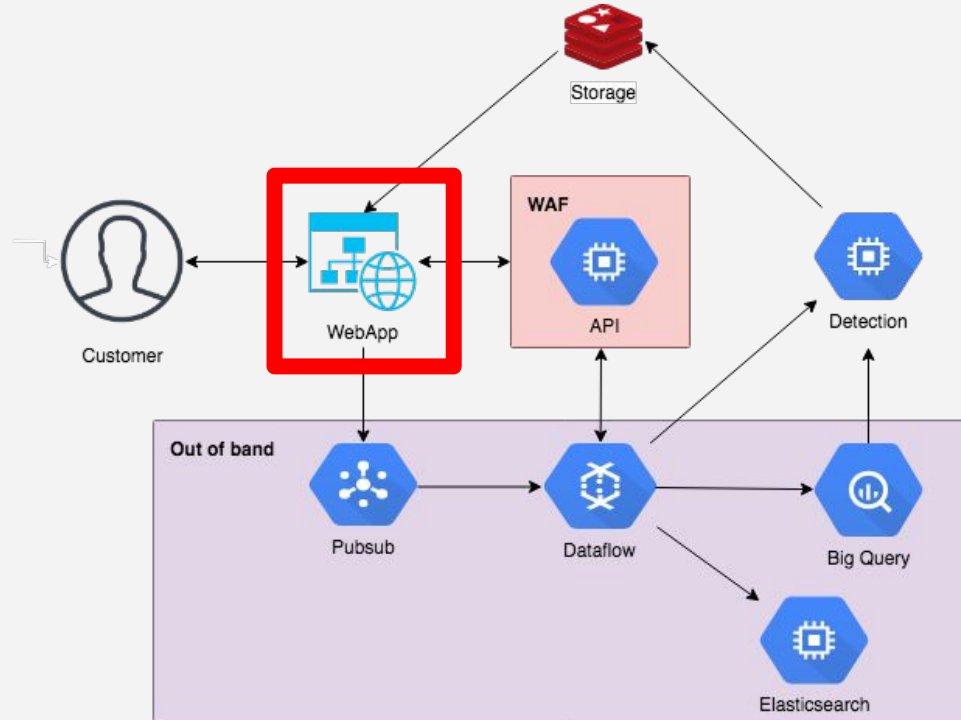 Storage
WAF
API
WebApp
Customer
Detection
Out of band
Pubsub
Dataflow
Big Query
Elasticsearch